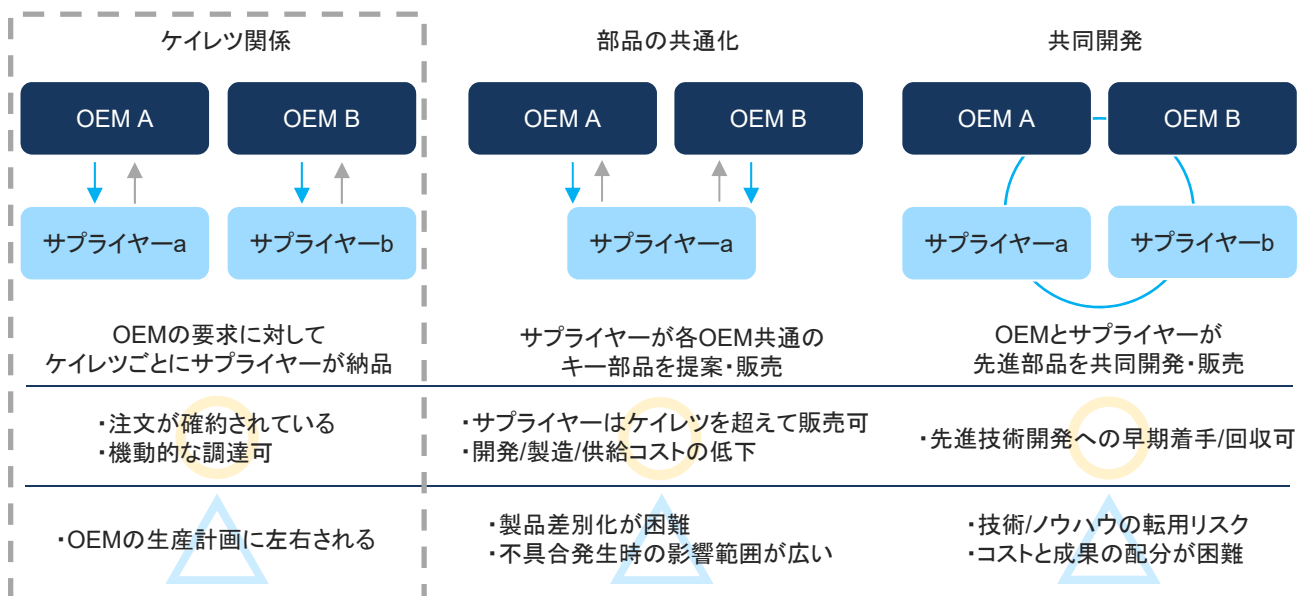 ケイレツ関係
OEM A
OEM B
サプライヤーa
サプライヤーb
OEMの要求に対して
ケイレツごとにサプライヤーが納品
・注文が確約されている
・機動的な調達可
・OEMの生産計画に左右される
部品の共通化
OEM A
OEM B
サプライヤーa
サプライヤーが各OEM共通の
キー部品を提案・販売
・サプライヤーはケイレツを超えて販売可
・開発/製造/供給コストの低下
・製品差別化が困難
・不具合発生時の影響範囲が広い
共同開発
OEM A
OEM B
サプライヤーa
サプライヤーb
OEMとサプライヤーが
先進部品を共同開発・販売
・先進技術開発への早期着手/回収可
・技術/ノウハウの転用リスク
・コストと成果の配分が困難